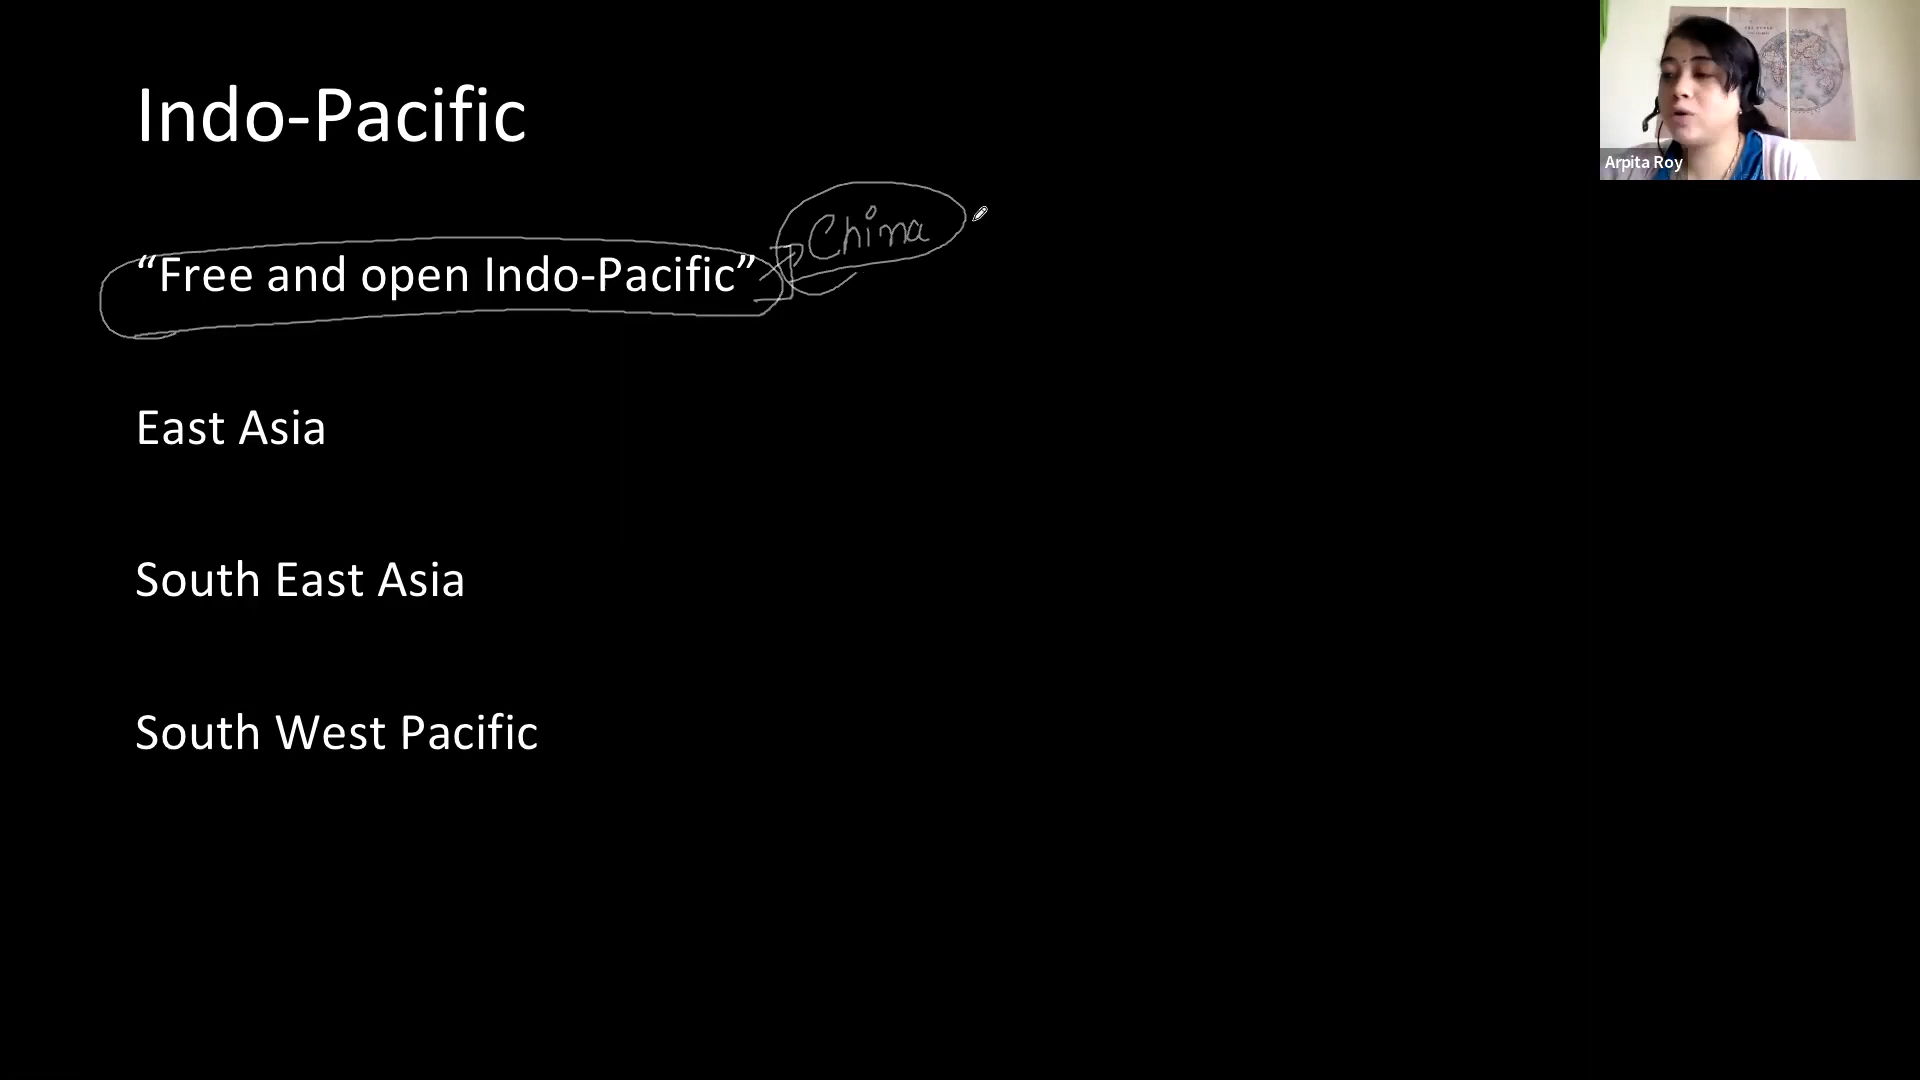 Indo-Pacific
China
“Free and open Indo-Pacific”
East Asia
South East Asia
South West Pacific
Arpita Roy